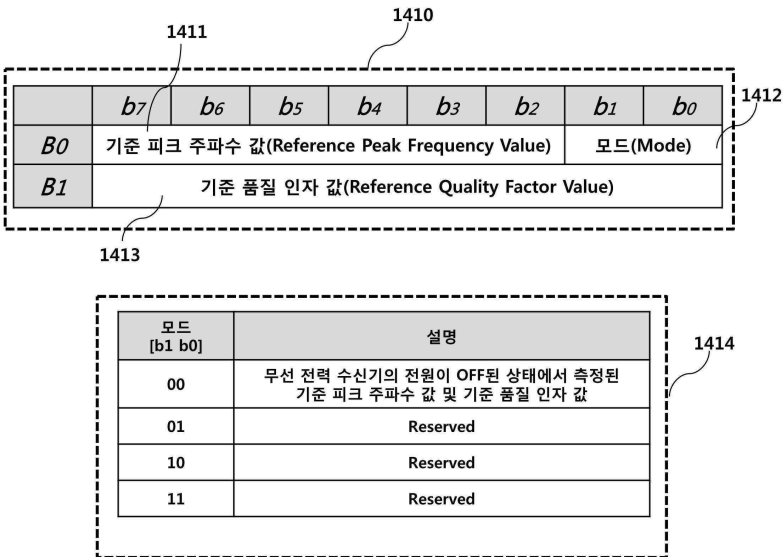 1410
1411
b7 b6 b5 b4 b3 b2 b1 b0
1412
B0 기준 피크 주파수 값(Reference Peak Frequency Value) 모드(Mode)
B1 기준 품질 인자 값(Reference Quality Factor Value)
1413
모드
[b1 b0]
설명
1414
00
무선 전력 수신기의 전원이 OFF된 상태에서 측정된
기준 피크 주파수 값 및 기준 품질 인자 값
01 Reserved
10 Reserved
11 Reserved